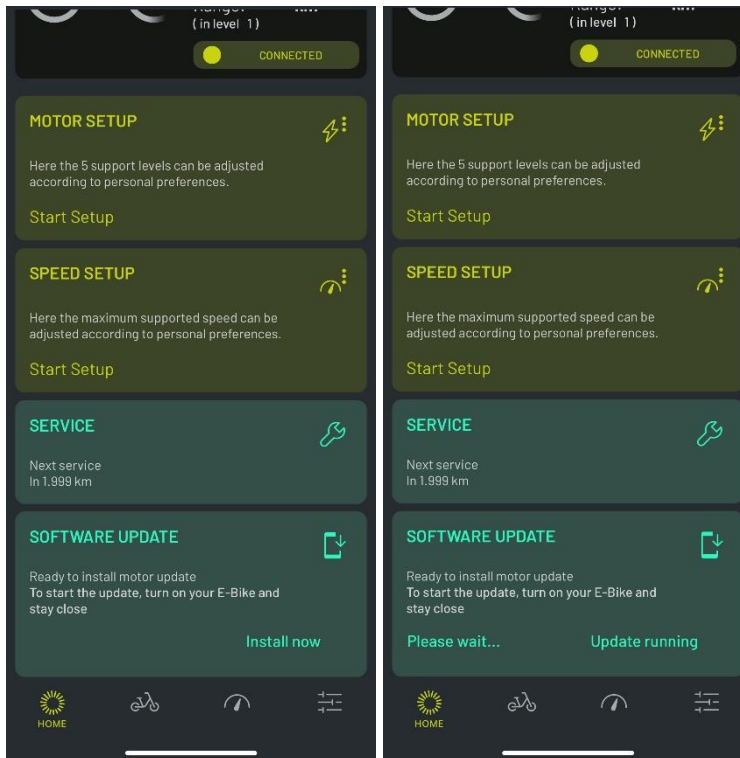 ( in level 1 )
CONNECTED
MOTOR SETUP
Here the 5 support levels can be adjusted
according to personal preferences.
Start Setup
SPEED SETUP
Here the maximum supported speed can be
adjusted according to personal preferences.
Start Setup
SERVICE
Next service
In 1.999 km
SOFTWARE UPDATE
Ready to install motor update
To start the update, turn on your E-Bike and
stay close
Install now
HOME
( in level 1 )
CONNECTED
MOTOR SETUP
Here the 5 support levels can be adjusted
according to personal preferences.
Start Setup
SPEED SETUP
Here the maximum supported speed can be
adjusted according to personal preferences.
Start Setup
SERVICE
Next service
In 1.999 km
SOFTWARE UPDATE
Ready to install motor update
To start the update, turn on your E-Bike and
stay close
Please wait... Update running
HOME